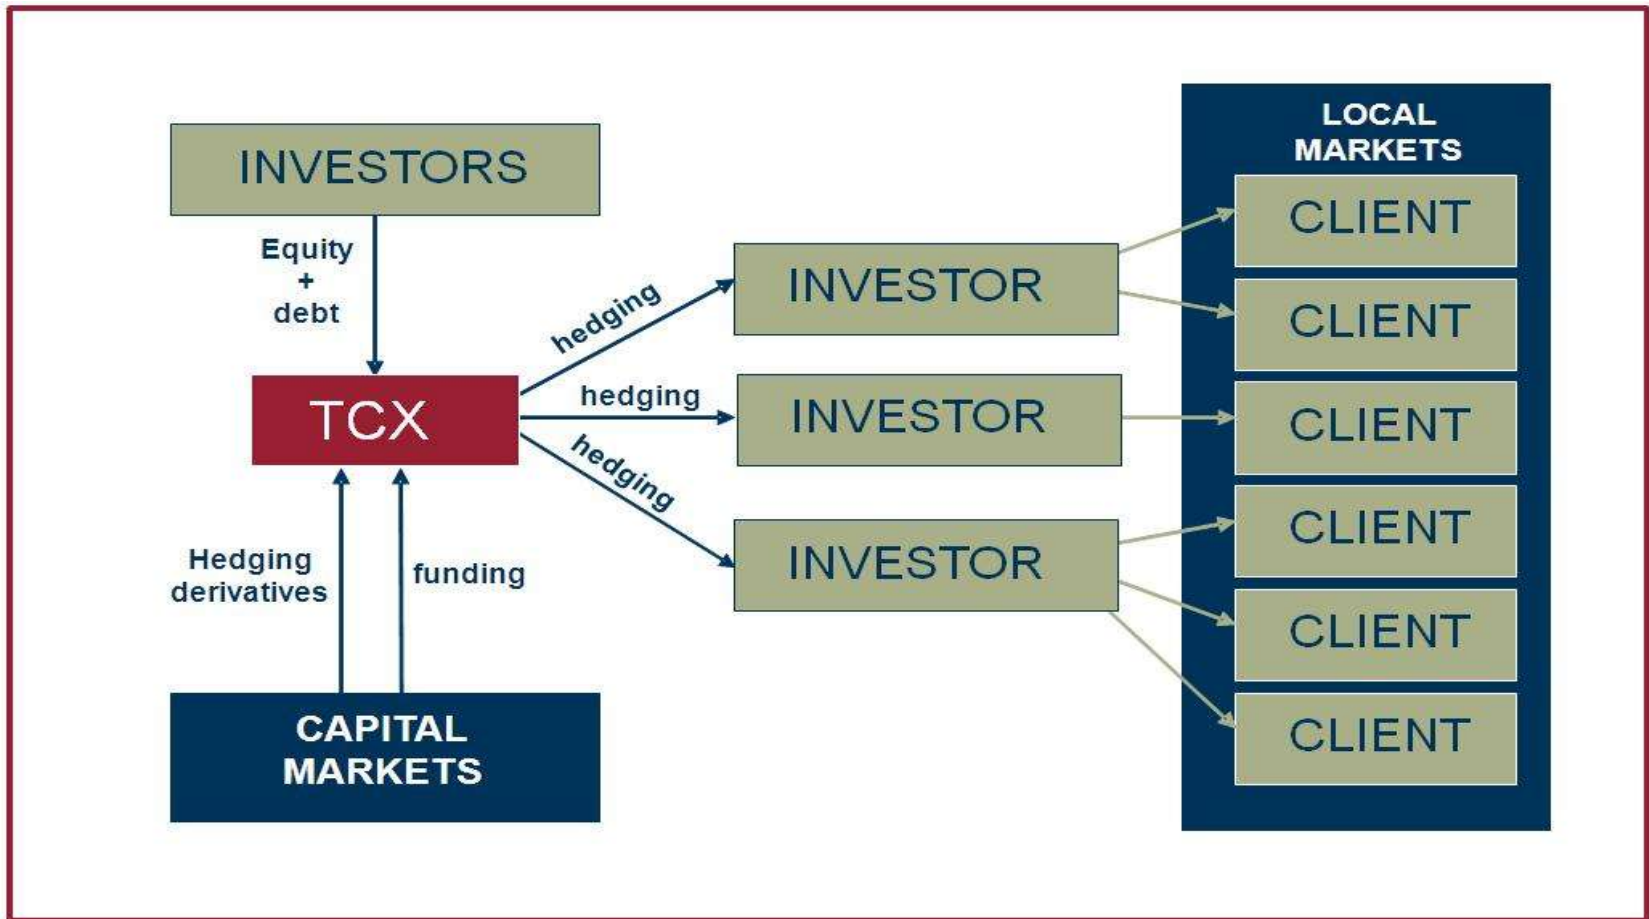 INVESTORS
Equity
+
debt
TCX
Hedging
derivatives
funding
CAPITAL
MARKETS
hedging
hedging
hedging
INVESTOR
INVESTOR
INVESTOR
LOCAL
MARKETS
CLIENT
CLIENT
CLIENT
CLIENT
CLIENT
CLIENT